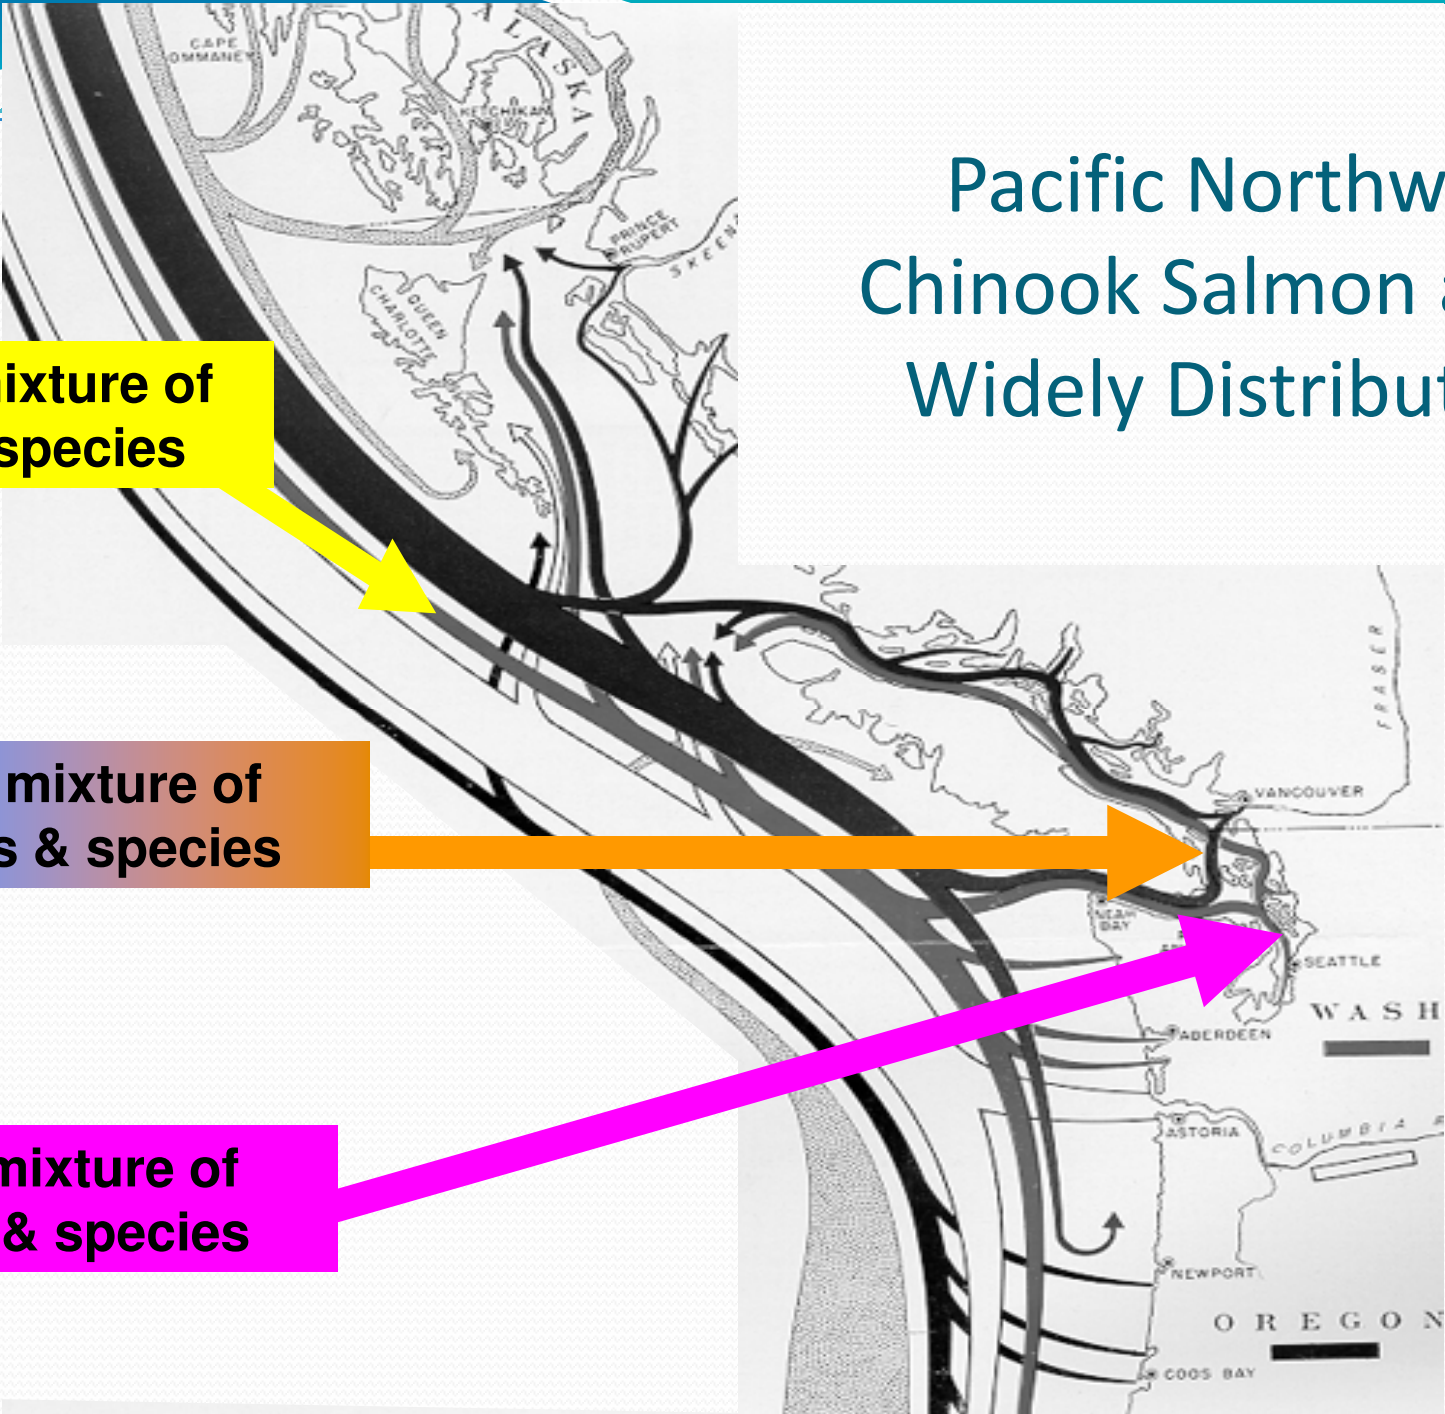 CAPE
OMMANEY
ALASKA
KETCHIKAN
PRINCE
RUPERT
SKEEN
QUEEN
CHARLOTTE
Pacific Northw
Chinook Salmon a
Widely Distribut
ixture of
species
FRASER
mixture of
s & species
VANCOUVER
NEAH
BAY
SEATTLE
WASH
ABERDEEN
ASTORIA
COLUMBIA
mixture of
& species
NEWPORT
OREGON
COOS BAY